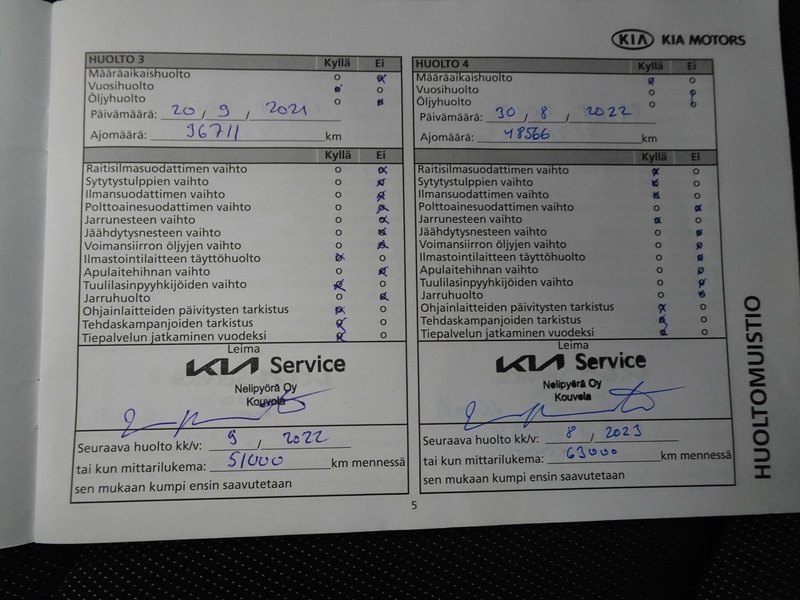 KIA KIA MOTORS
HUOLTO 3 Kyllä Ei
Määräaikaishuolto
Vuosihuolto
Öljyhuolto
Päivämäärä: 20 / 9 / 2021
Ajomäärä: 36711 km
Kyllä Ei
Raitisilmasuodattimen vaihto
Sytytystulppien vaihto
Ilmansuodattimen vaihto
Polttoainesuodattimen vaihto
Jarrunesteen vaihto
Jäähdytysnesteen vaihto
Voimansiirron öljyjen vaihto
Ilmastointilaitteen täyttöhuolto
Apulaitehihnan vaihto
Tuulilasinpyyhkijöiden vaihto
Jarruhuolto
Ohjainlaitteiden päivitysten tarkistus
Tehdaskampanjoiden tarkistus
Tiepalvelun jatkaminen vuodeksi
Leima
KIA Service
Nelipyörä Oy
Kouvola
Seuraava huolto kk/v: 9 / 2022
tai kun mittarilukema: 51000 km mennessä
sen mukaan kumpi ensin saavutetaan
HUOLTO 4 Kyllä Ei
Määräaikaishuolto
Vuosihuolto
Öljyhuolto
Päivämäärä: 30 / 8 / 2022
Ajomäärä: 48566 km
Kyllä Ei
Raitisilmasuodattimen vaihto
Sytytystulppien vaihto
Ilmansuodattimen vaihto
Polttoainesuodattimen vaihto
Jarrunesteen vaihto
Jäähdytysnesteen vaihto
Voimansiirron öljyjen vaihto
Ilmastointilaitteen täyttöhuolto
Apulaitehihnan vaihto
Tuulilasinpyyhkijöiden vaihto
Jarruhuolto
Ohjainlaitteiden päivitysten tarkistus
Tehdaskampanjoiden tarkistus
Tiepalvelun jatkaminen vuodeksi
Leima
KIA Service
Nelipyörä Oy
Kouvola
Seuraava huolto kk/v: 8 / 2023
tai kun mittarilukema: 63000 km mennessä
sen mukaan kumpi ensin saavutetaan
HUOLTOMUISTIO
5